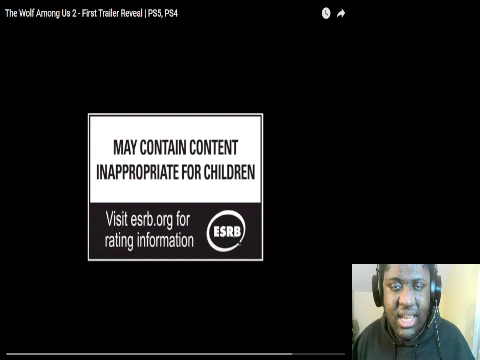 The Wolf Among Us 2 - First Trailer Reveal | PS5, PS4
MAY CONTAIN CONTENT
INAPPROPRIATE FOR CHILDREN
Visit esrb.org for
rating information
ESRB